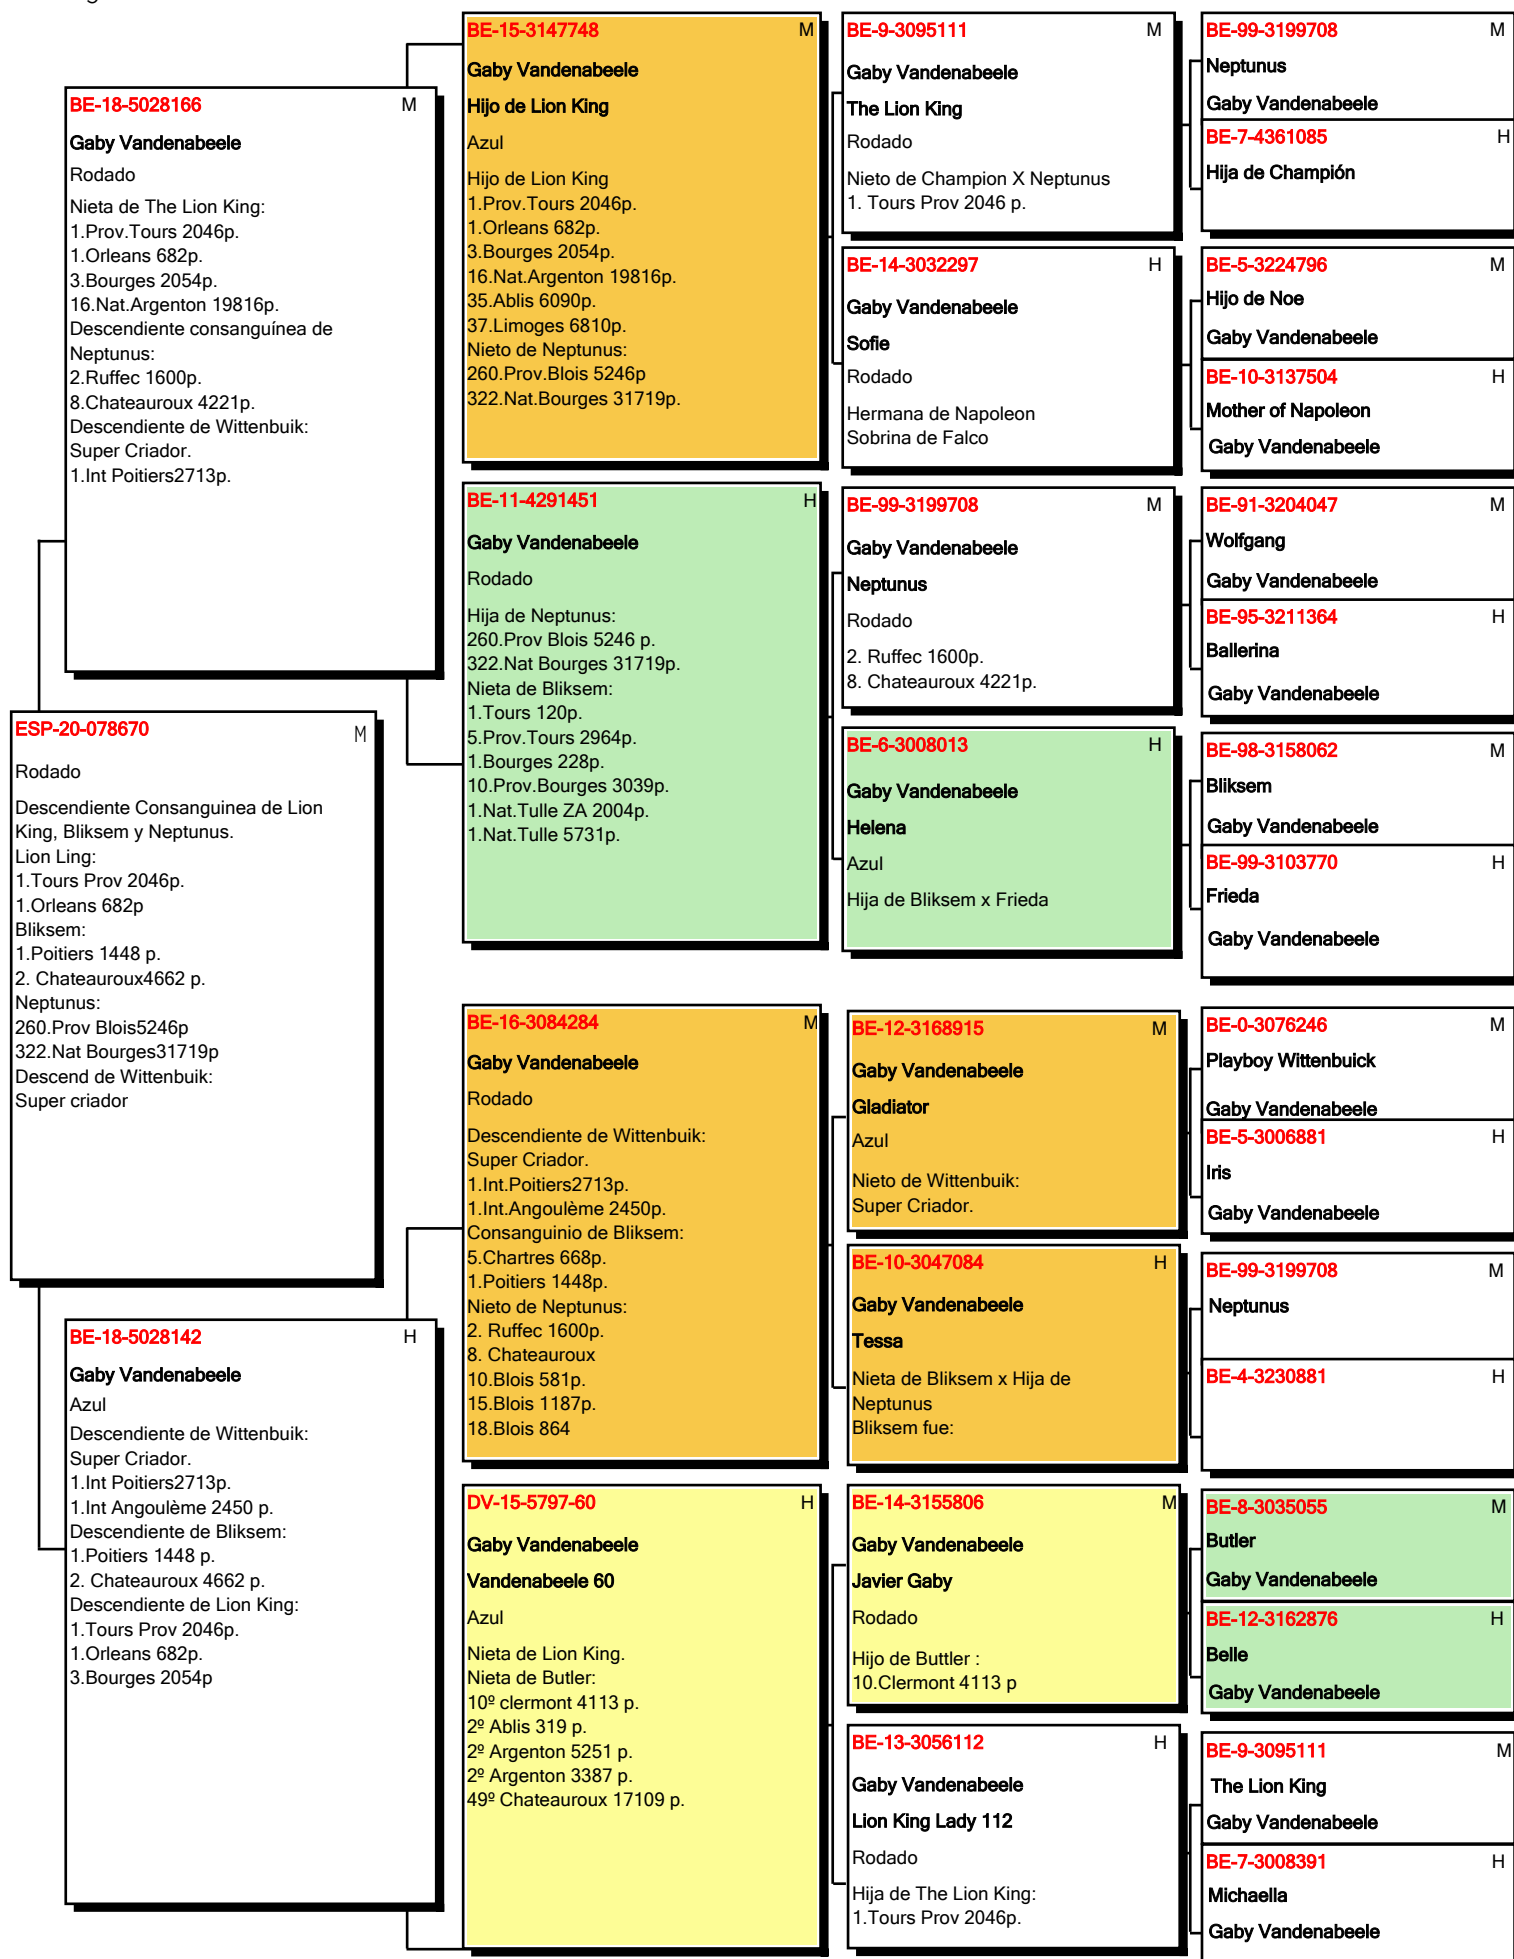 ESP-20-078670 M
Rodado
Descendiente Consanguinea de Lion
King, Bliksem y Neptunus.
Lion Ling:
1.Tours Prov 2046p.
1.Orleans 682p
Bliksem:
1.Poitiers 1448 p.
2. Chateauroux4662 p.
Neptunus:
260.Prov Blois5246p
322.Nat Bourges31719p
Descend de Wittenbuik:
Super criador
BE-18-5028166 M
Gaby Vandenabeele
Rodado
Nieta de The Lion King:
1.Prov.Tours 2046p.
1.Orleans 682p.
3.Bourges 2054p.
16.Nat.Argenton 19816p.
Descendiente consanguínea de
Neptunus:
2.Ruffec 1600p.
8.Chateauroux 4221p.
Descendiente de Wittenbuik:
Super Criador.
1.Int Poitiers2713p.
BE-18-5028142 H
Gaby Vandenabeele
Azul
Descendiente de Wittenbuik:
Super Criador.
1.Int Poitiers2713p.
1.Int Angoulème 2450 p.
Descendiente de Bliksem:
1.Poitiers 1448 p.
2. Chateauroux 4662 p.
Descendiente de Lion King:
1.Tours Prov 2046p.
1.Orleans 682p.
3.Bourges 2054p
BE-15-3147748 M
Gaby Vandenabeele
Hijo de Lion King
Azul
Hijo de Lion King
1.Prov.Tours 2046p.
1.Orleans 682p.
3.Bourges 2054p.
16.Nat.Argenton 19816p.
35.Ablis 6090p.
37.Limoges 6810p.
Nieto de Neptunus:
260.Prov.Blois 5246p
322.Nat.Bourges 31719p.
BE-11-4291451 H
Gaby Vandenabeele
Rodado
Hija de Neptunus:
260.Prov Blois 5246 p.
322.Nat Bourges 31719p.
Nieta de Bliksem:
1.Tours 120p.
5.Prov.Tours 2964p.
1.Bourges 228p.
10.Prov.Bourges 3039p.
1.Nat.Tulle ZA 2004p.
1.Nat.Tulle 5731p.
BE-16-3084284 M
Gaby Vandenabeele
Rodado
Descendiente de Wittenbuik:
Super Criador.
1.Int.Poitiers2713p.
1.Int.Angoulème 2450p.
Consanguinio de Bliksem:
5.Chartres 668p.
1.Poitiers 1448p.
Nieto de Neptunus:
2. Ruffec 1600p.
8. Chateauroux
10.Blois 581p.
15.Blois 1187p.
18.Blois 864
DV-15-5797-60 H
Gaby Vandenabeele
Vandenabeele 60
Azul
Nieta de Lion King.
Nieta de Butler:
10º clermont 4113 p.
2º Ablis 319 p.
2º Argenton 5251 p.
2º Argenton 3387 p.
49º Chateauroux 17109 p.
BE-9-3095111 M
Gaby Vandenabeele
The Lion King
Rodado
Nieto de Champion X Neptunus
1. Tours Prov 2046 p.
BE-14-3032297 H
Gaby Vandenabeele
Sofie
Rodado
Hermana de Napoleon
Sobrina de Falco
BE-99-3199708 M
Gaby Vandenabeele
Neptunus
Rodado
2. Ruffec 1600p.
8. Chateauroux 4221p.
BE-6-3008013 H
Gaby Vandenabeele
Helena
Azul
Hija de Bliksem x Frieda
BE-12-3168915 M
Gaby Vandenabeele
Gladiator
Azul
Nieto de Wittenbuik:
Super Criador.
BE-10-3047084 H
Gaby Vandenabeele
Tessa
Nieta de Bliksem x Hija de
Neptunus
Bliksem fue:
BE-14-3155806 M
Gaby Vandenabeele
Javier Gaby
Rodado
Hijo de Buttler :
10.Clermont 4113 p
BE-13-3056112 H
Gaby Vandenabeele
Lion King Lady 112
Rodado
Hija de The Lion King:
1.Tours Prov 2046p.
BE-99-3199708 M
Neptunus
Gaby Vandenabeele
BE-7-4361085 H
Hija de Champión
BE-5-3224796 M
Hijo de Noe
Gaby Vandenabeele
BE-10-3137504 H
Mother of Napoleon
Gaby Vandenabeele
BE-91-3204047 M
Wolfgang
Gaby Vandenabeele
BE-95-3211364 H
Ballerina
Gaby Vandenabeele
BE-98-3158062 M
Bliksem
Gaby Vandenabeele
BE-99-3103770 H
Frieda
Gaby Vandenabeele
BE-0-3076246 M
Playboy Wittenbuick
Gaby Vandenabeele
BE-5-3006881 H
Iris
Gaby Vandenabeele
BE-99-3199708 M
Neptunus
BE-4-3230881 H
BE-8-3035055 M
Butler
Gaby Vandenabeele
BE-12-3162876 H
Belle
Gaby Vandenabeele
BE-9-3095111 M
The Lion King
Gaby Vandenabeele
BE-7-3008391 H
Michaella
Gaby Vandenabeele